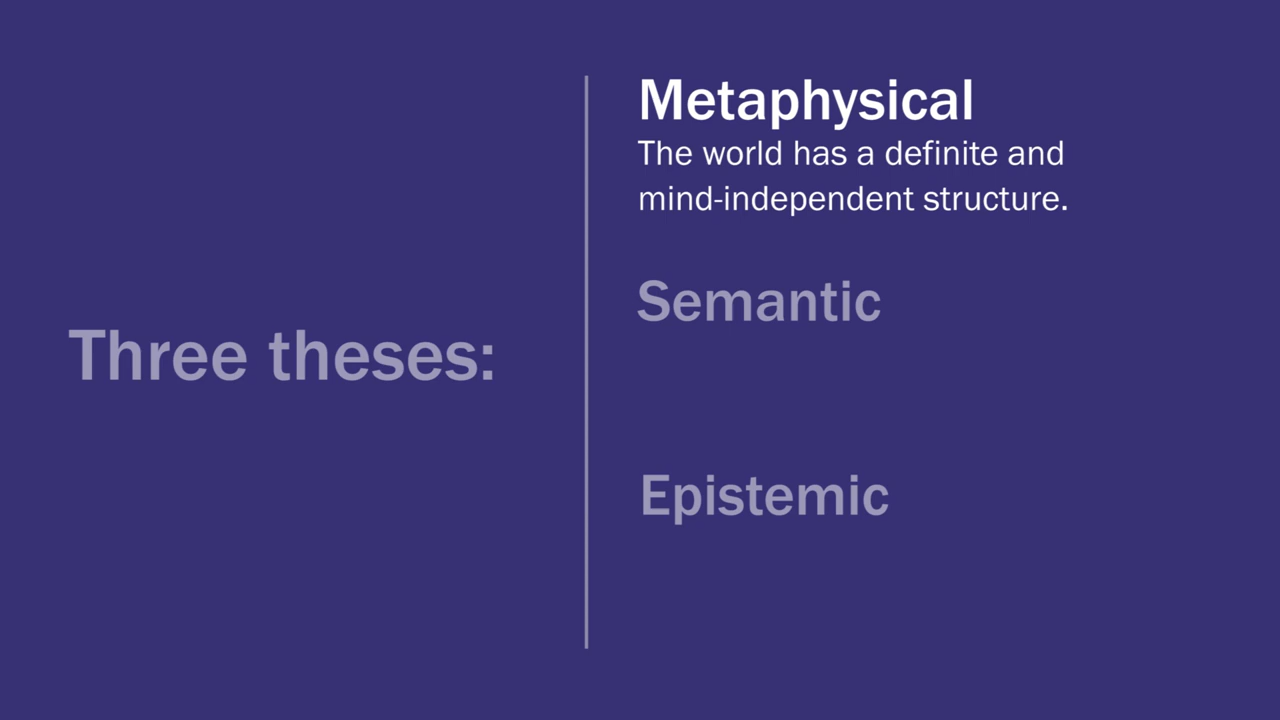 Three theses:
Metaphysical
The world has a definite and
mind-independent structure.
Semantic
Epistemic